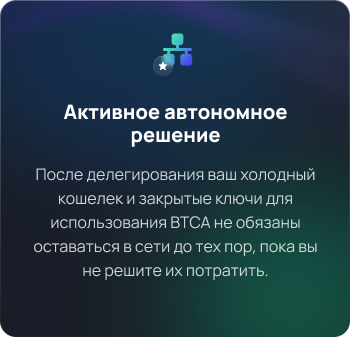 Активное автономное
решение
После делегирования ваш холодный
кошелек и закрытые ключи для
использования BTCA не обязаны
оставаться в сети до тех пор, пока вы
не решите их потратить.